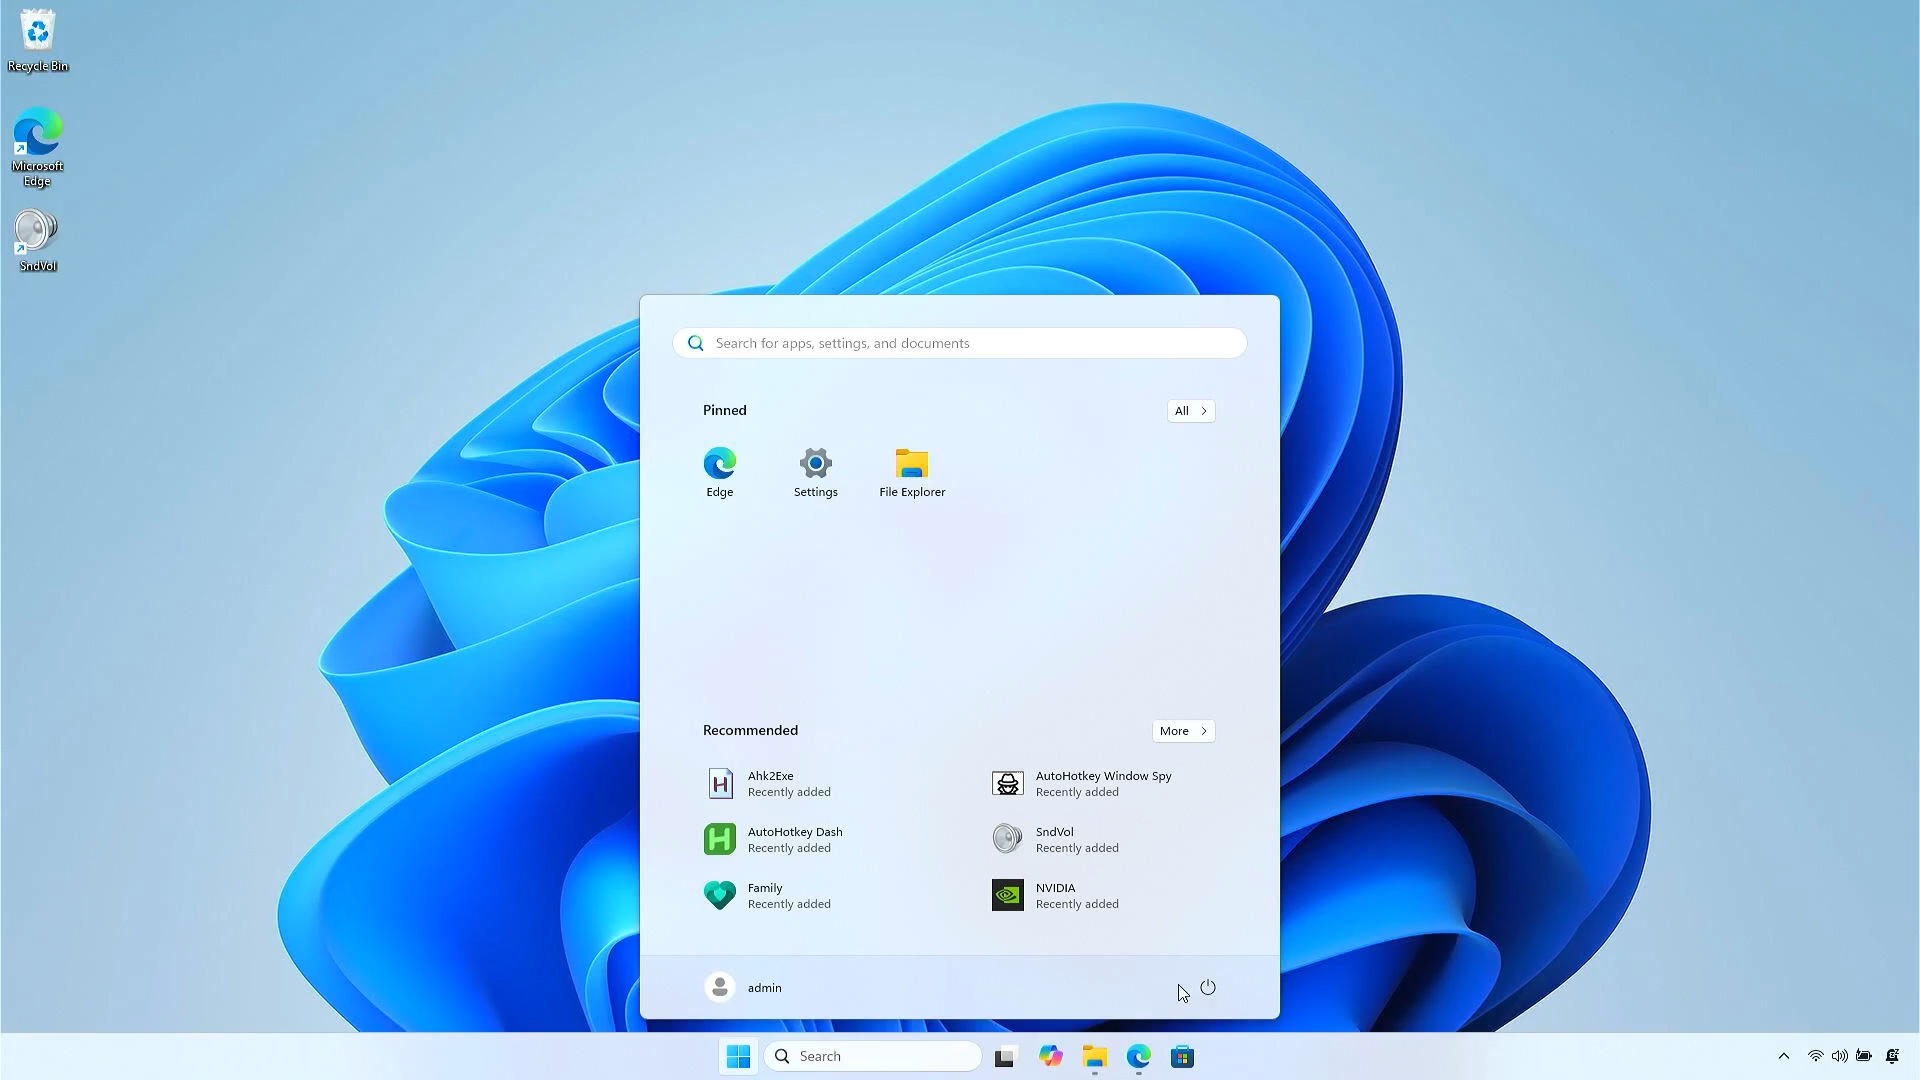 Recycle Bin
Microsoft
Edge
SndVol
Search for apps, settings, and documents
Pinned
All
Edge
Settings
File Explorer
Recommended
More
Ahk2Exe
Recently added
AutoHotkey Window Spy
Recently added
AutoHotkey Dash
Recently added
SndVol
Recently added
Family
Recently added
NVIDIA
Recently added
admin
Search